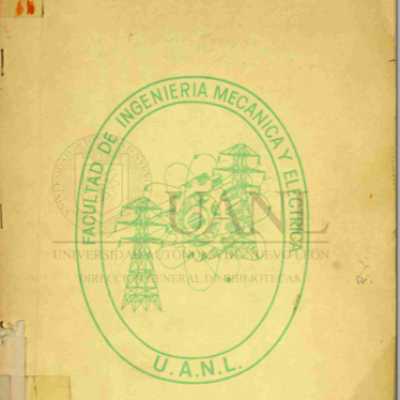 FACULTAD DE INGENIERIA MECANICA Y ELECTRICA
UANL
UNIVERSIDAD AUTÓNOMA DE NUEVO LEÓN
DIRECCIÓN GENERAL DE BIBLIOTECAS
U.A.N.L.